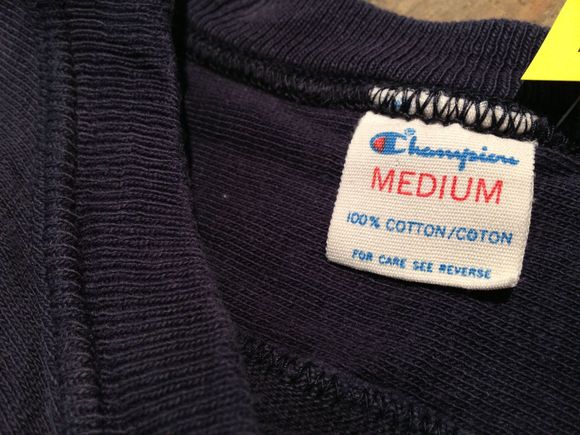 Champion
MEDIUM
100% COTTON/COTON
FOR CARE SEE REVERSE